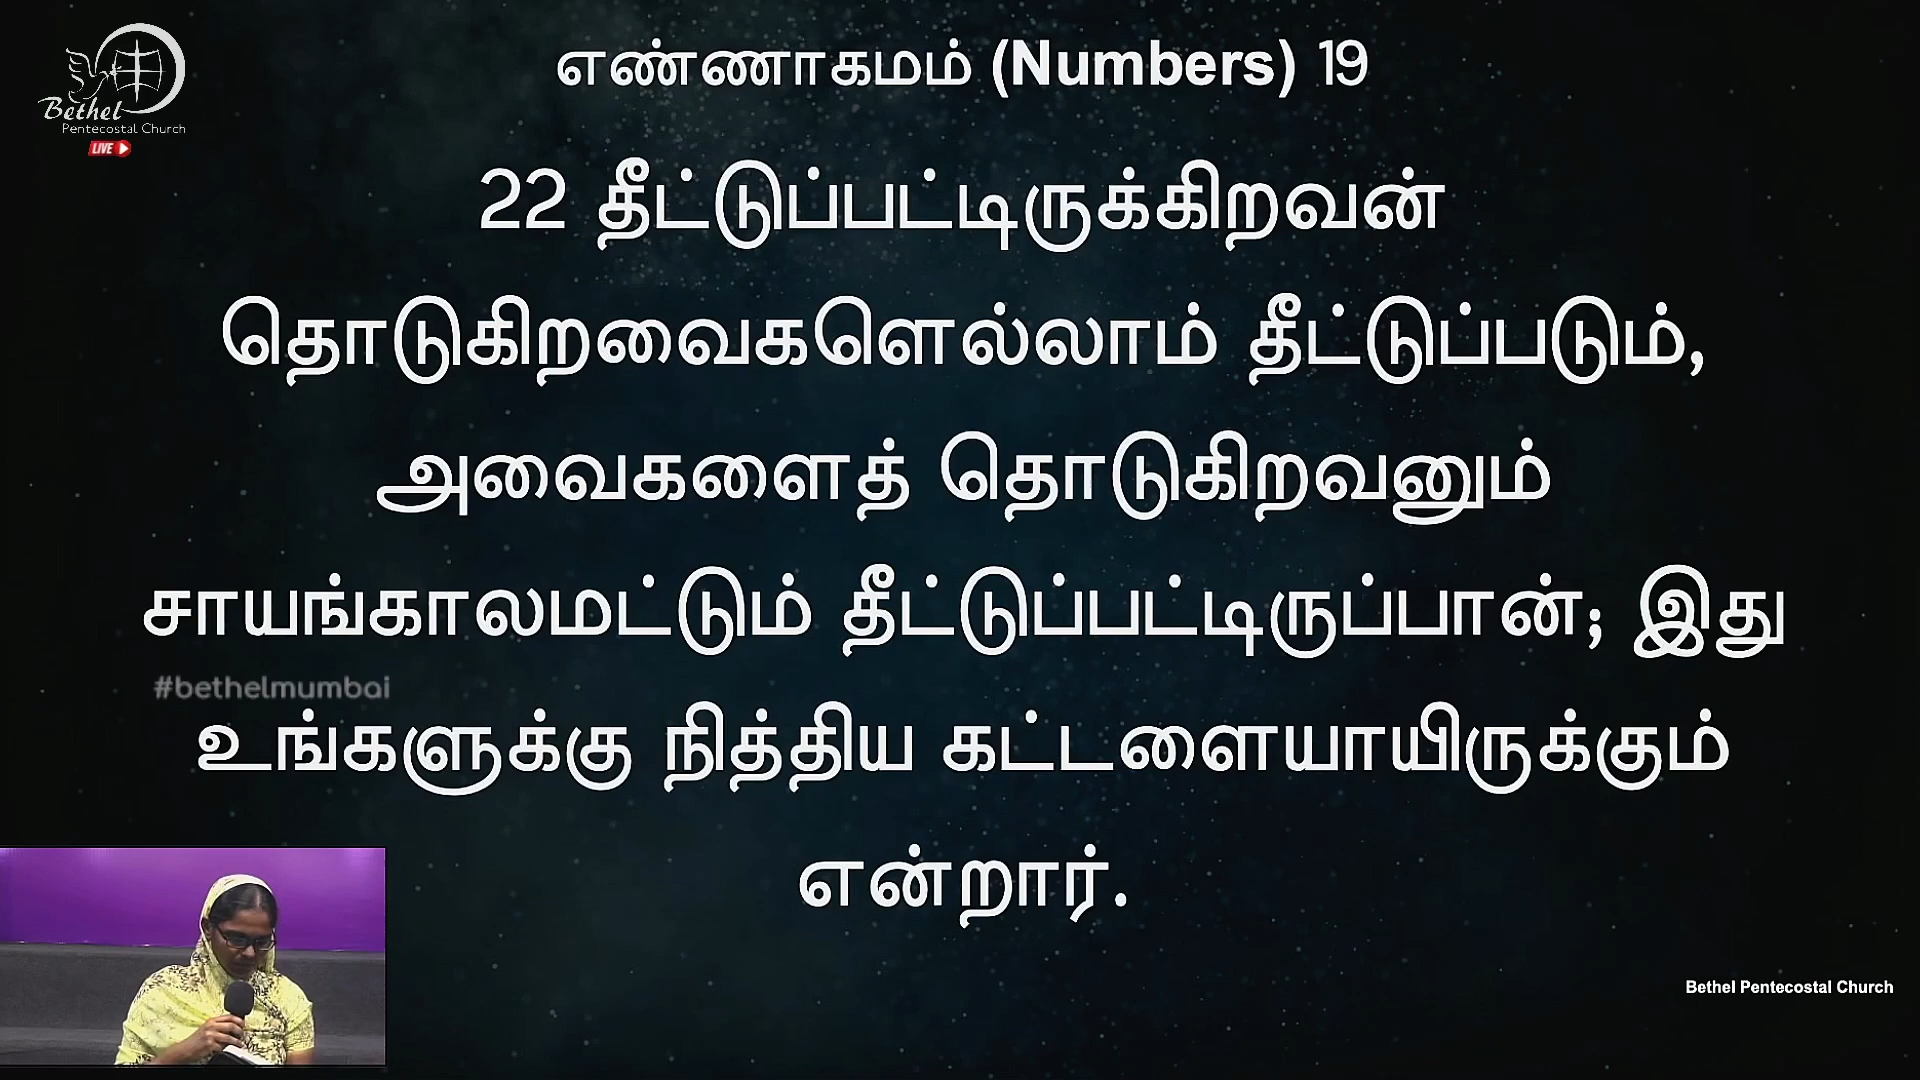 Bethel
Pentecostal Church
LIVE
எண்ணாகமம் (Numbers) 19
22 தீட்டுப்பட்டிருக்கிறவன்
தொடுகிறவைகளெல்லாம் தீட்டுப்படும்,
அவைகளைத் தொடுகிறவனும்
சாயங்காலமட்டும் தீட்டுப்பட்டிருப்பான்; இது
#bethelmumbai
உங்களுக்கு நித்திய கட்டளையாயிருக்கும்
என்றார்.
Bethel Pentecostal Church